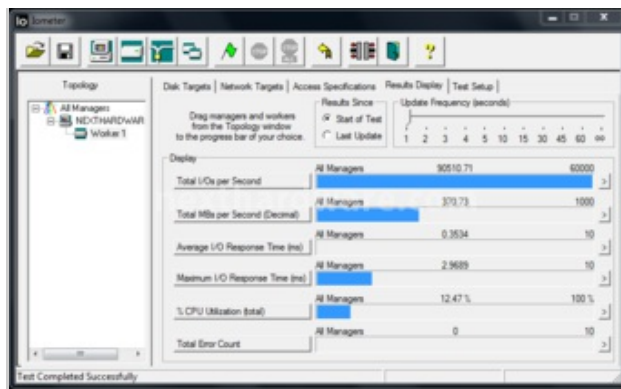 Iometer
Topology
All Managers
NEXTHARDWAR
Worker 1
Disk Targets Network Targets Access Specifications Results Display Test Setup
Drag managers and workers
from the Topology window
to the progress bar of your choice.
Results Since
Start of Test
Last Update
Update Frequency (seconds)
1 2 3 4 5 10 15 30 45 60 ∞
Display
All Managers 90510.71 60000
Total I/Os per Second
All Managers 370.73 1000
Total MBs per Second (Decimal)
All Managers 0.3534 10
Average I/O Response Time (ms)
All Managers 2.9689 10
Maximum I/O Response Time (ms)
All Managers 12.47 % 100 %
% CPU Utilization (total)
All Managers 0 10
Total Error Count
Test Completed Successfully